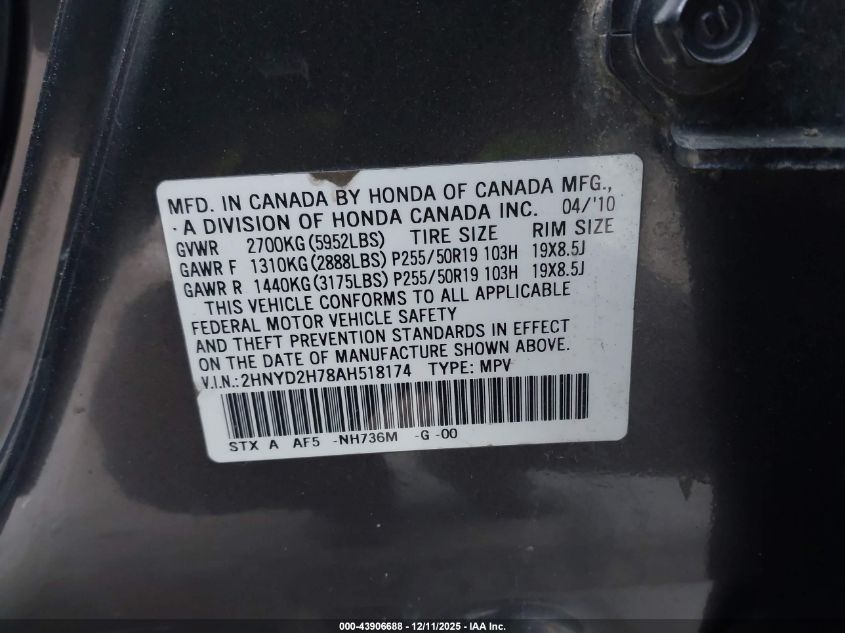 MFD. IN CANADA BY HONDA OF CANADA MFG.,
·A DIVISION OF HONDA CANADA INC. 04/'10
GVWR 2700KG(5952LBS) TIRE SIZE RIM SIZE
GAWR F 1310KG(2888LBS) P255/50R19 103H 19X8.5J
GAWR R 1440KG(3175LBS) P255/50R19 103H 19X8.5J
THIS VEHICLE CONFORMS TO ALL APPLICABLE
FEDERAL MOTOR VEHICLE SAFETY
AND THEFT PREVENTION STANDARDS IN EFFECT
ON THE DATE OF MANUFACTURE SHOWN ABOVE.
V.I.N.:2HNYD2H78AH518174 TYPE: MPV
STX A AF5 -NH736M -G -00
000-43906688 - 12/11/2025 - IAA Inc.